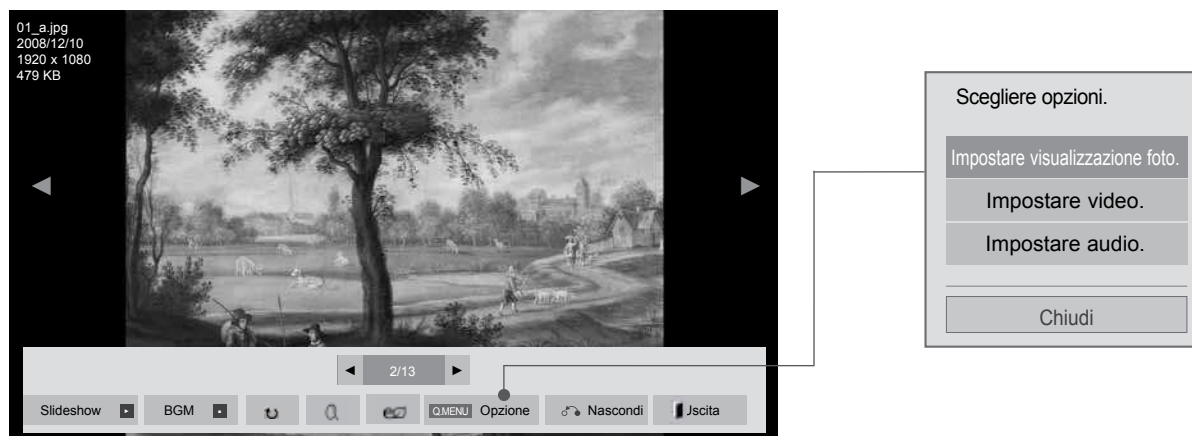 01_a.jpg
2008/12/10
1920 x 1080
479 KB
2/13
Slideshow BGM Q.MENU Opzione Nascondi Uscita
Scegliere opzioni.
Impostare visualizzazione foto.
Impostare video.
Impostare audio.
Chiudi